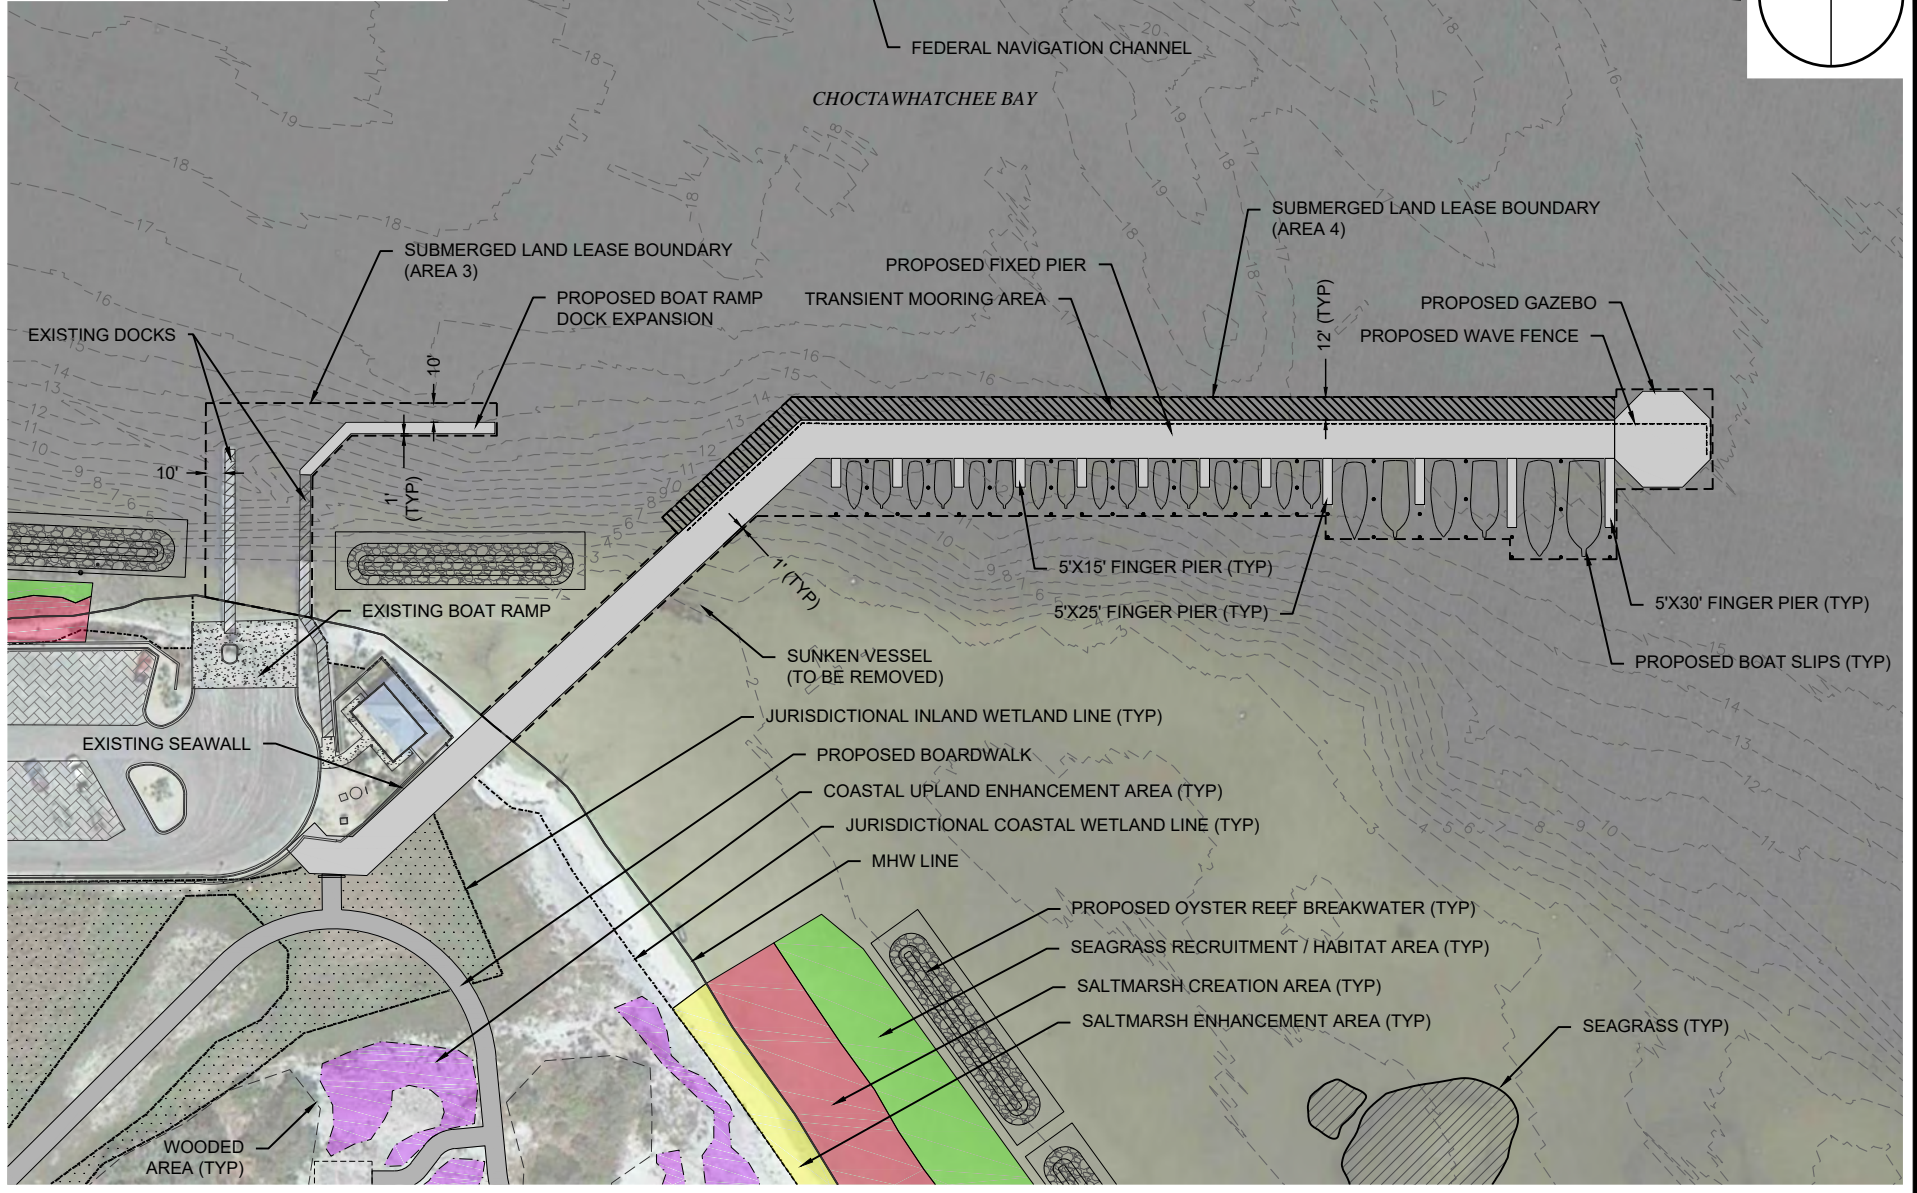 FEDERAL NAVIGATION CHANNEL
CHOCTAWHATCHEE BAY
SUBMERGED LAND LEASE BOUNDARY
(AREA 4)
SUBMERGED LAND LEASE BOUNDARY
(AREA 3)
PROPOSED FIXED PIER
TRANSIENT MOORING AREA
PROPOSED BOAT RAMP
DOCK EXPANSION
12' (TYP)
PROPOSED GAZEBO
PROPOSED WAVE FENCE
EXISTING DOCKS
10'
10'
1'
(TYP)
1' (TYP)
5'X15' FINGER PIER (TYP)
5'X25' FINGER PIER (TYP)
5'X30' FINGER PIER (TYP)
PROPOSED BOAT SLIPS (TYP)
EXISTING BOAT RAMP
SUNKEN VESSEL
(TO BE REMOVED)
JURISDICTIONAL INLAND WETLAND LINE (TYP)
EXISTING SEAWALL
PROPOSED BOARDWALK
COASTAL UPLAND ENHANCEMENT AREA (TYP)
JURISDICTIONAL COASTAL WETLAND LINE (TYP)
MHW LINE
PROPOSED OYSTER REEF BREAKWATER (TYP)
SEAGRASS RECRUITMENT / HABITAT AREA (TYP)
SALTMARSH CREATION AREA (TYP)
SALTMARSH ENHANCEMENT AREA (TYP)
SEAGRASS (TYP)
WOODED
AREA (TYP)